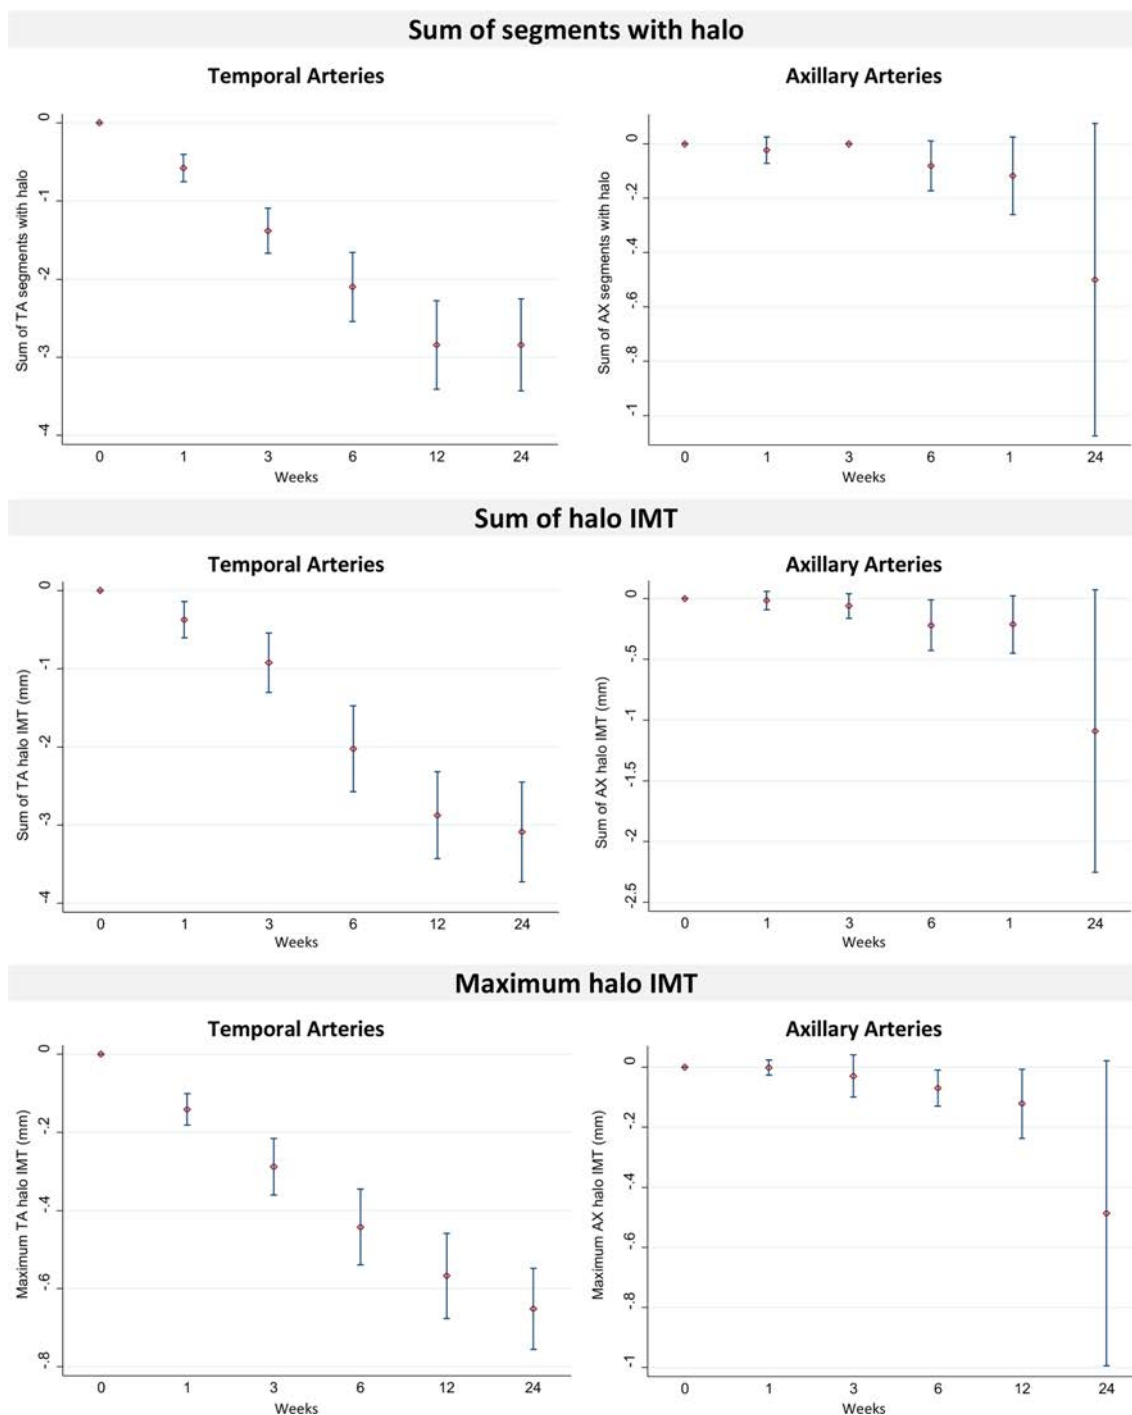 Sum of segments with halo
Temporal Arteries
Axillary Arteries
Sum of TA segments with halo
0
-1
-2
-3
-4
0 1 3 6 12 24
Weeks
Sum of AX segments with halo
0
-.2
-.4
-.6
-.8
-1
0 1 3 6 1 24
Weeks
Sum of halo IMT
Temporal Arteries
Axillary Arteries
Sum of TA halo IMT (mm)
0
-1
-2
-3
-4
0 1 3 6 12 24
Weeks
Sum of AX halo IMT (mm)
0
-.5
-1
-1.5
-2
-2.5
0 1 3 6 1 24
Weeks
Maximum halo IMT
Temporal Arteries
Axillary Arteries
Maximum TA halo IMT (mm)
0
-.2
-.4
-.6
-.8
0 1 3 6 12 24
Weeks
Maximum AX halo IMT (mm)
0
-.2
-.4
-.6
-.8
-1
0 1 3 6 12 24
Weeks